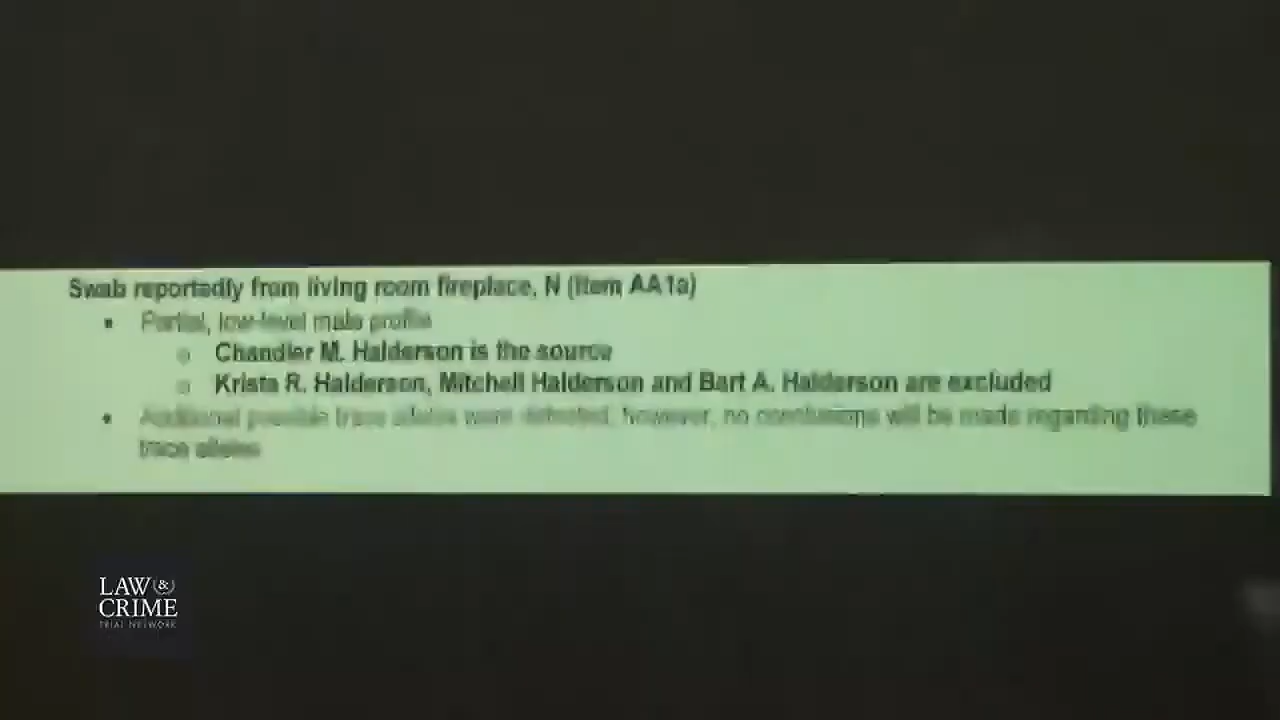 Swab reportedly from living room fireplace, N (Item AA1a)
• Partial, low-level male profile
o Chandler M. Halderson is the source
o Krista R. Halderson, Mitchell Halderson and Bart A. Halderson are excluded
• Additional possible trace alleles were detected, however, no conclusions will be made regarding these
trace alleles
LAW &
CRIME
TRIAL NETWORK